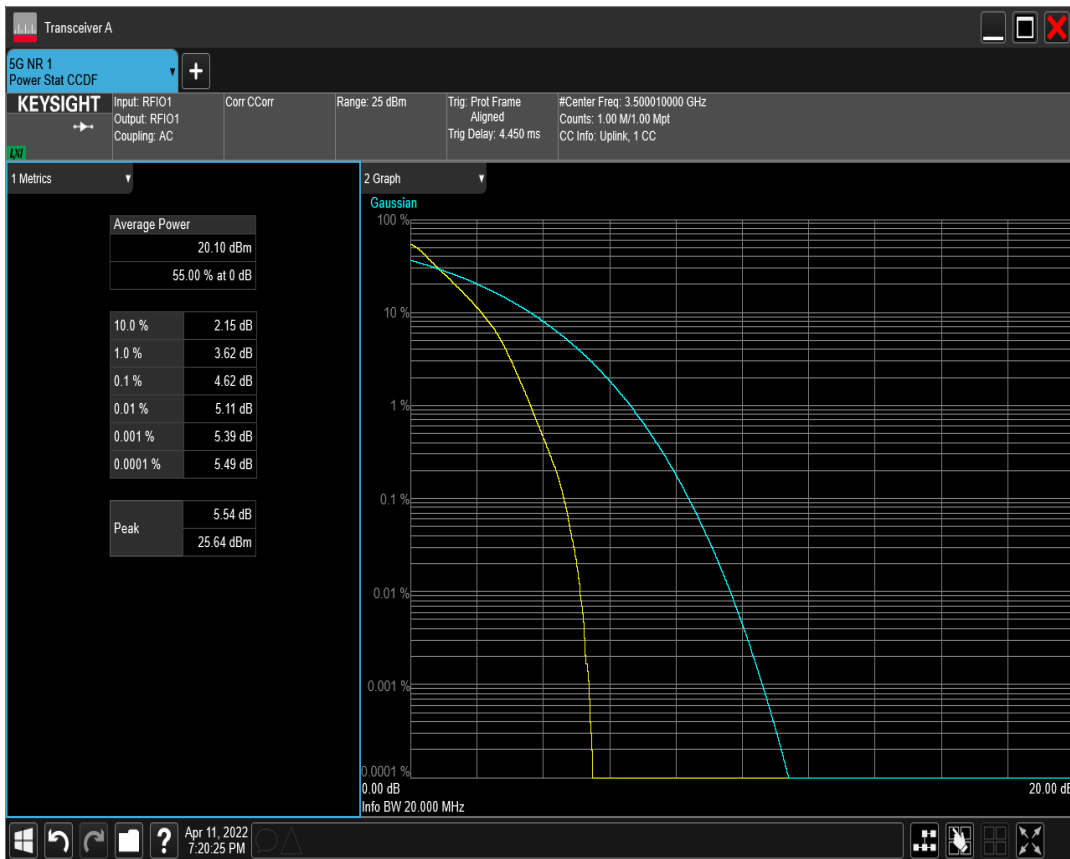 Transceiver A
5G NR 1
Power Stat CCDF
+
KEYSIGHT
LXI
Input: RFIO1
Output: RFIO1
Coupling: AC
Corr CCorr
Range: 25 dBm
Trig: Prot Frame
Aligned
Trig Delay: 4.450 ms
#Center Freq: 3.500010000 GHz
Counts: 1.00 M/1.00 Mpt
CC Info: Uplink, 1 CC
1 Metrics
Average Power
20.10 dBm
55.00 % at 0 dB
10.0 % 2.15 dB
1.0 % 3.62 dB
0.1 % 4.62 dB
0.01 % 5.11 dB
0.001 % 5.39 dB
0.0001 % 5.49 dB
Peak 5.54 dB
25.64 dBm
2 Graph
Gaussian
100 %
10 %
1 %
0.1 %
0.01 %
0.001 %
0.0001 %
0.00 dB 20.00 dB
Info BW 20.000 MHz
?
Apr 11, 2022
7:20:25 PM